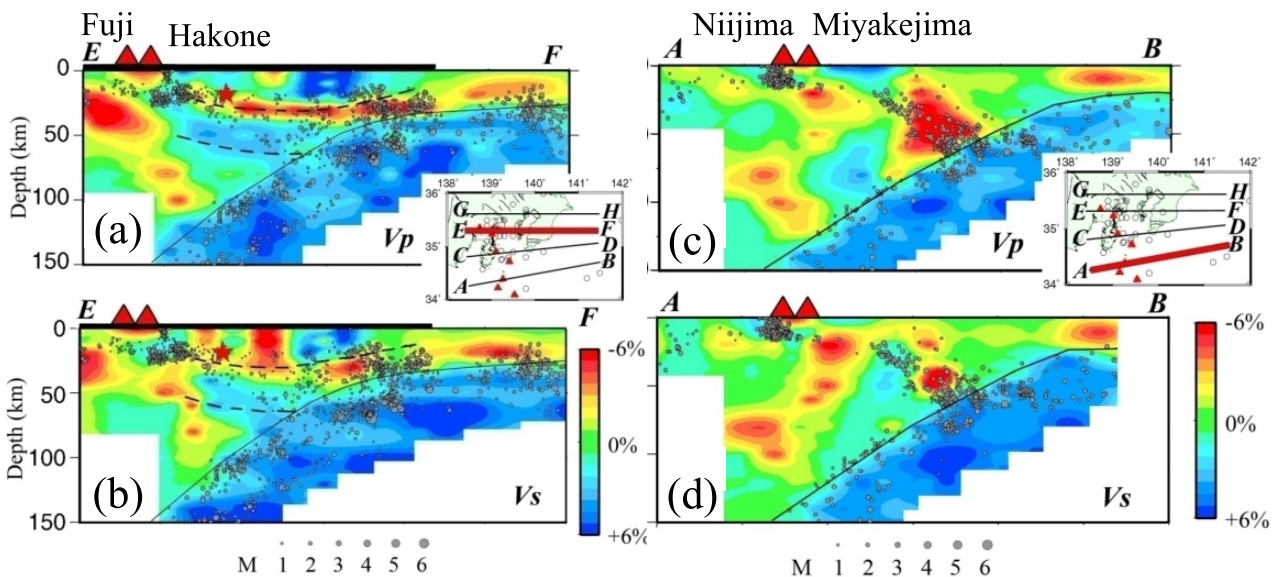 Fuji
Hakone
E
F
0
50
100
150
Depth (km)
(a)
Vp
138˚
139˚
140˚
141˚
142˚
36˚
35˚
34˚
G
H
E
F
C
D
A
B
Niijima
Miyakejima
A
B
(c)
Vp
138˚
139˚
140˚
141˚
142˚
36˚
35˚
34˚
G
H
E
F
C
D
A
B
E
F
0
50
100
150
Depth (km)
(b)
Vs
-6%
0%
+6%
M 1 2 3 4 5 6
A
B
(d)
Vs
-6%
0%
+6%
M 1 2 3 4 5 6